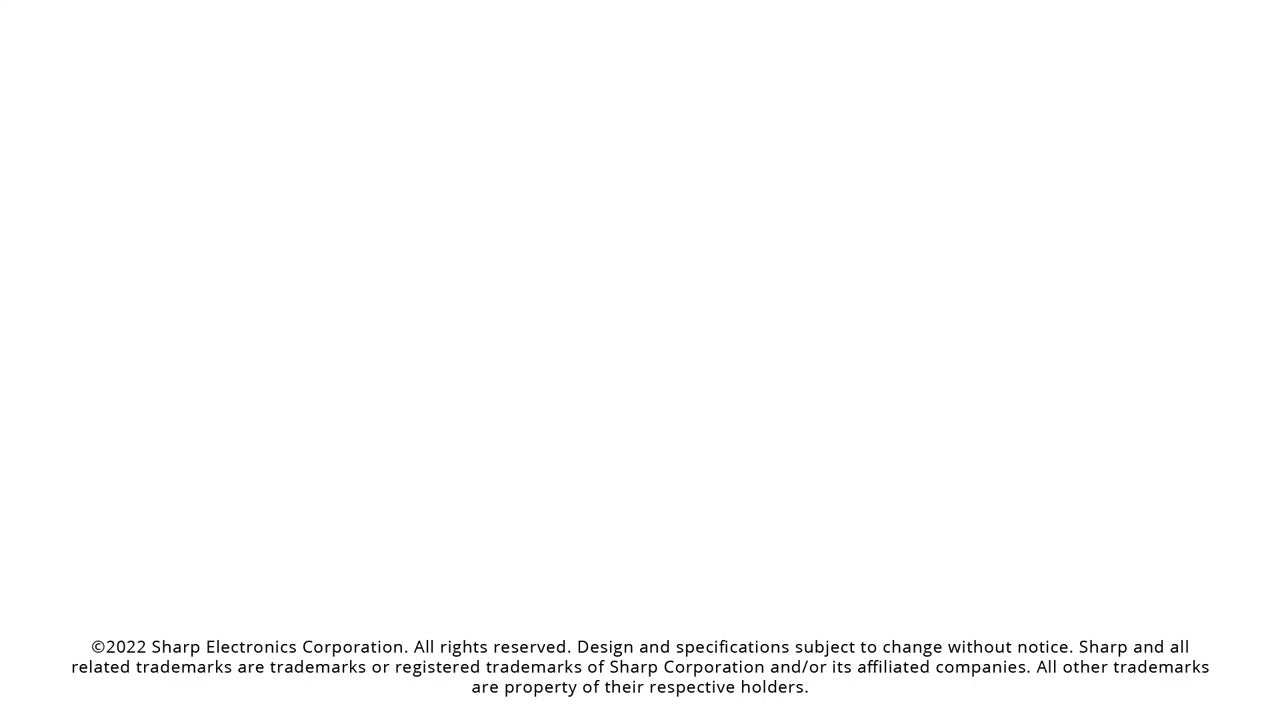 ©2022 Sharp Electronics Corporation. All rights reserved. Design and specifications subject to change without notice. Sharp and all
related trademarks are trademarks or registered trademarks of Sharp Corporation and/or its affiliated companies. All other trademarks
are property of their respective holders.